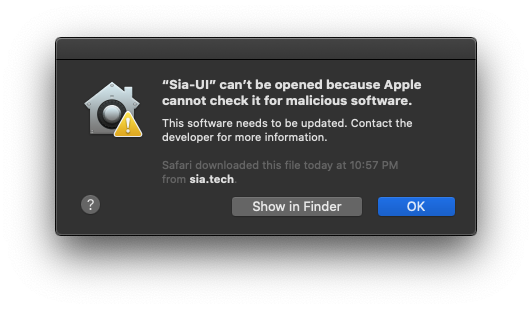 “Sia-UI” can’t be opened because Apple
cannot check it for malicious software.
This software needs to be updated. Contact the
developer for more information.
Safari downloaded this file today at 10:57 PM
from sia.tech.
?
Show in Finder
OK